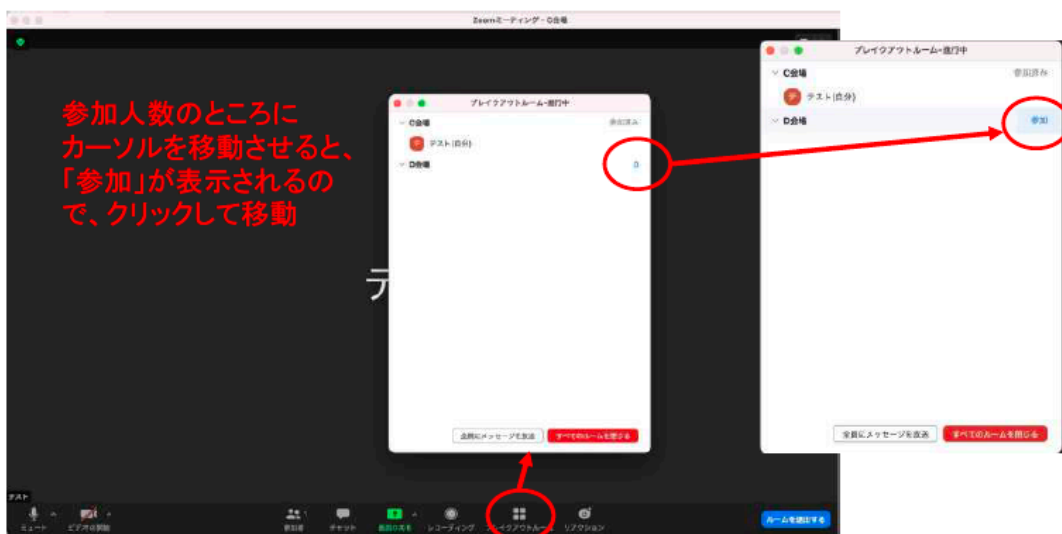 Zoomミーティング - C会場
参加人数のところに
カーソルを移動させると、
「参加」が表示されるの
で、クリックして移動
テ
ブレイクアウトルーム-進行中
C会場 参加済み
テ テスト(自分)
D会場 0
全員にメッセージを放送 すべてのルームを閉じる
ブレイクアウトルーム-進行中
C会場 参加済み
テ テスト(自分)
D会場 参加
全員にメッセージを放送 すべてのルームを閉じる
テスト
ミュート ビデオの開始 参加者 チャット 画面の共有 レコーディング ブレイクアウトルーム リアクション ルームを退出する